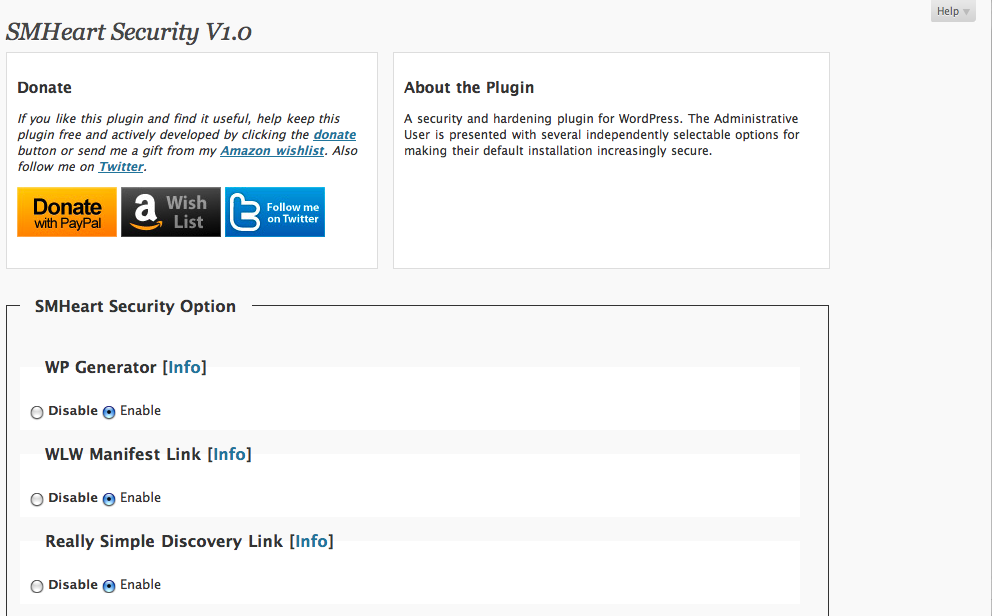 Help
SMHeart Security V1.0
Donate
If you like this plugin and find it useful, help keep this
plugin free and actively developed by clicking the donate
button or send me a gift from my Amazon wishlist. Also
follow me on Twitter.
Donate
with PayPal
a Wish
List
t Follow me
on Twitter
About the Plugin
A security and hardening plugin for WordPress. The Administrative
User is presented with several independently selectable options for
making their default installation increasingly secure.
SMHeart Security Option
WP Generator [Info]
Disable Enable
WLW Manifest Link [Info]
Disable Enable
Really Simple Discovery Link [Info]
Disable Enable